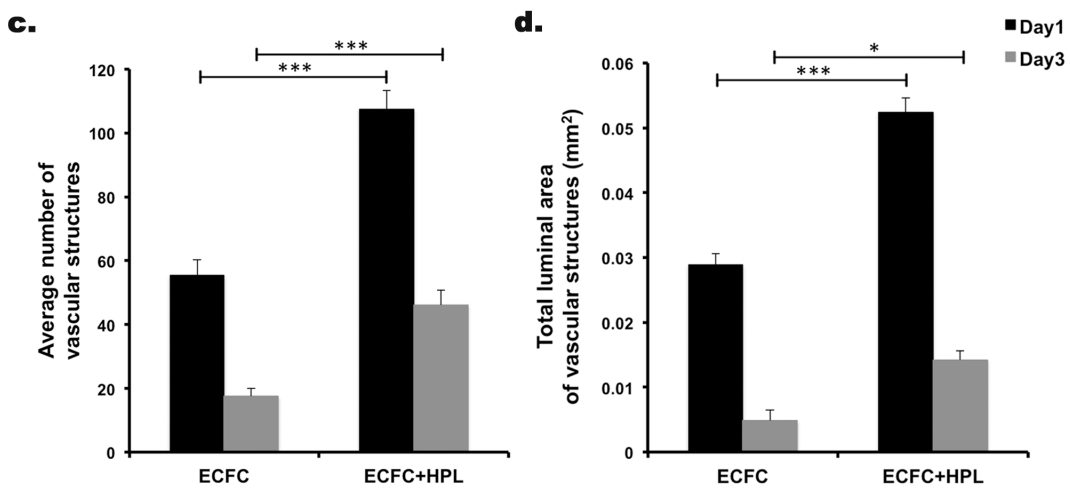 c.
***
***
120
100
80
60
40
20
0
Average number of
vascular structures
ECFC
ECFC+HPL
d.
Day1
Day3
*
***
0.06
0.05
0.04
0.03
0.02
0.01
0
Total luminal area
of vascular structures (mm²)
ECFC
ECFC+HPL